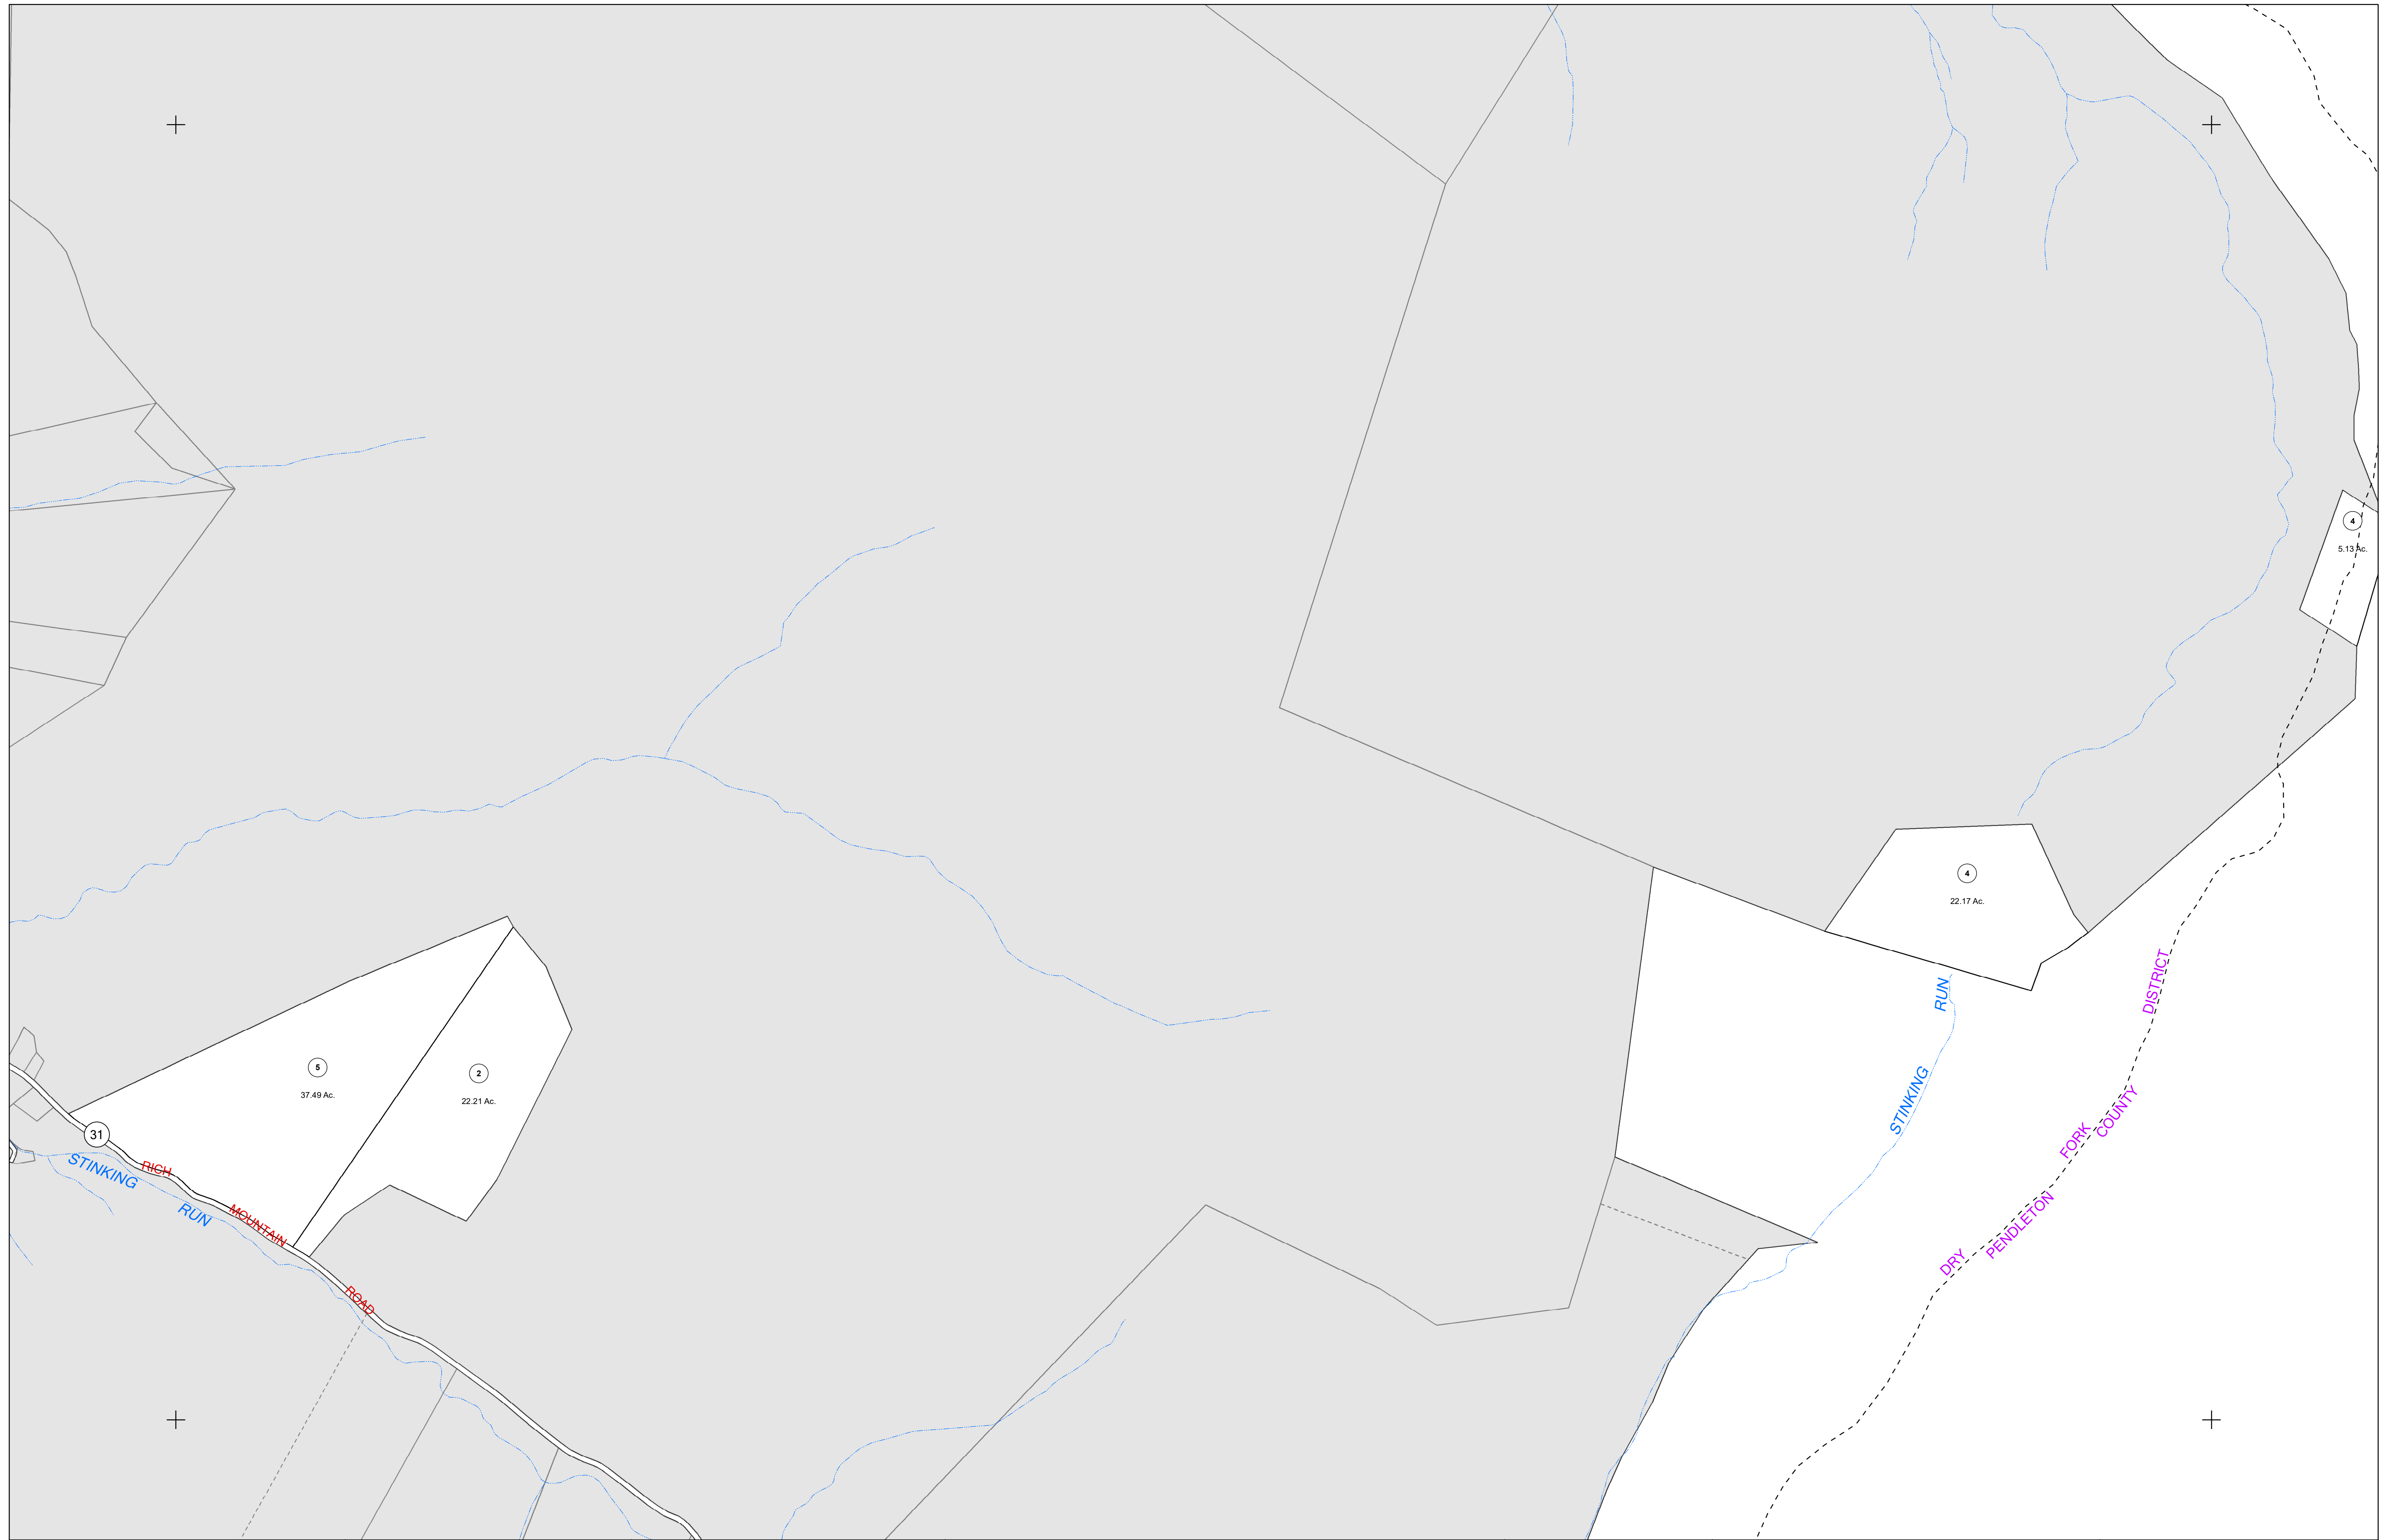 4
5.13 Ac.
4
22.17 Ac.
STINKING RUN
DRY FORK DISTRICT
PENDLETON COUNTY
5
37.49 Ac.
2
22.21 Ac.
31
RICH MOUNTAIN ROAD
STINKING RUN